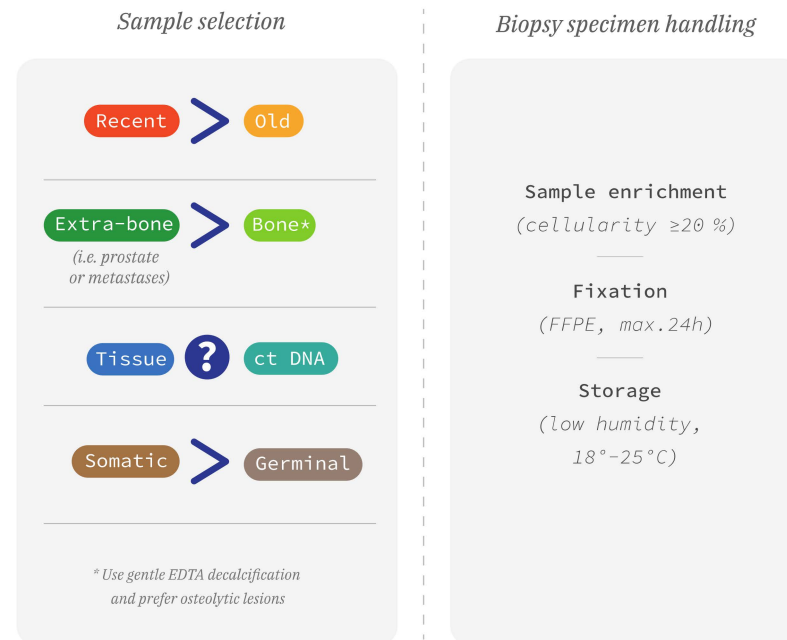 Sample selection
Recent > Old
Extra-bone > Bone*
(i.e. prostate
or metastases)
Tissue ? ct DNA
Somatic > Germinal
* Use gentle EDTA decalcification
and prefer osteolytic lesions
Biopsy specimen handling
Sample enrichment
(cellularity ≥20 %)
Fixation
(FFPE, max.24h)
Storage
(low humidity,
18°-25°C)